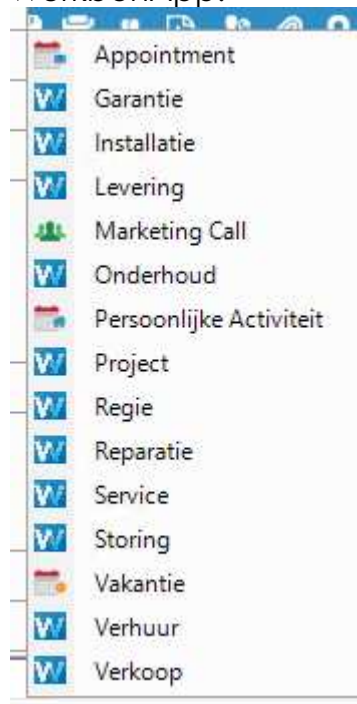 Appointment
Garantie
Installatie
Levering
Marketing Call
Onderhoud
Persoonlijke Activiteit
Project
Regie
Reparatie
Service
Storing
Vakantie
Verhuur
Verkoop